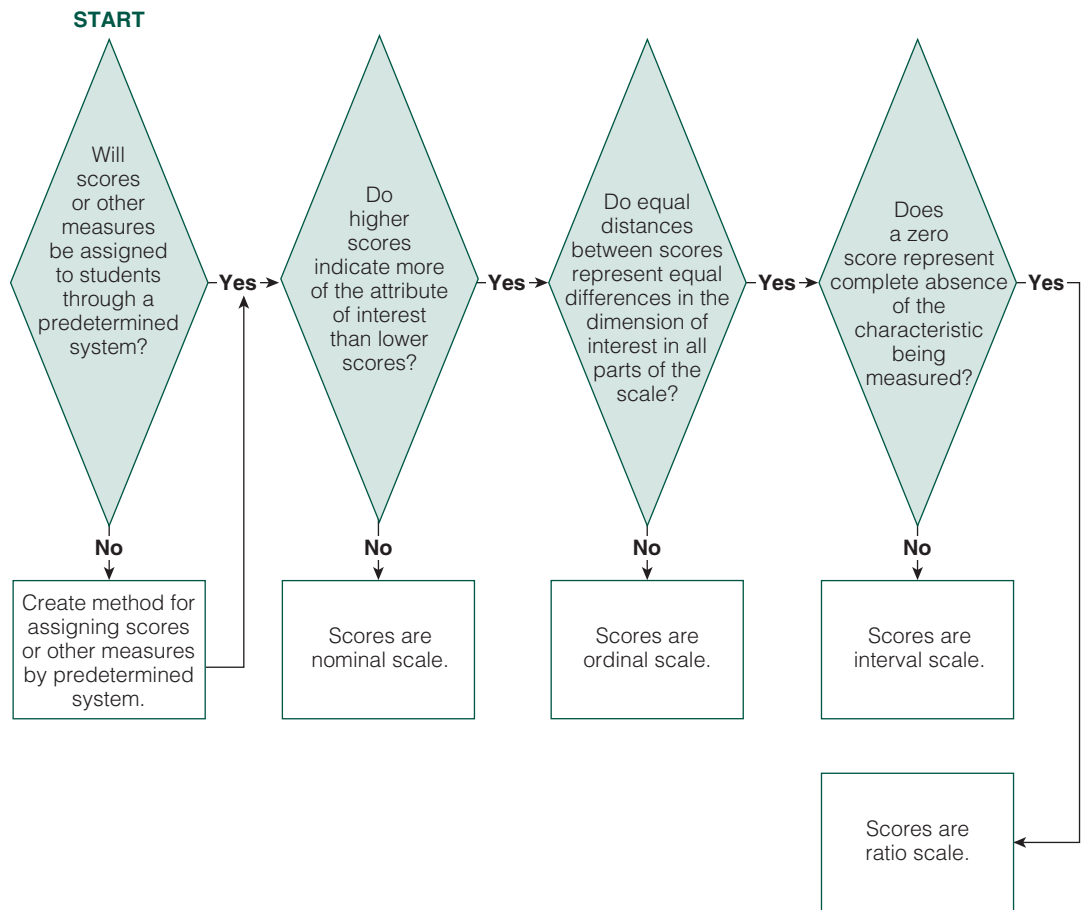 START
Will
scores
or other
measures
be assigned
to students
through a
predetermined
system?
Yes
Do
higher
scores
indicate more
of the attribute
of interest
than lower
scores?
Yes
Do equal
distances
between scores
represent equal
differences in the
dimension of
interest in all
parts of the
scale?
Yes
Does
a zero
score represent
complete absence
of the
characteristic
being
measured?
Yes
No
No
No
No
Create method for
assigning scores
or other measures
by predetermined
system.
Scores are
nominal scale.
Scores are
ordinal scale.
Scores are
interval scale.
Scores are
ratio scale.